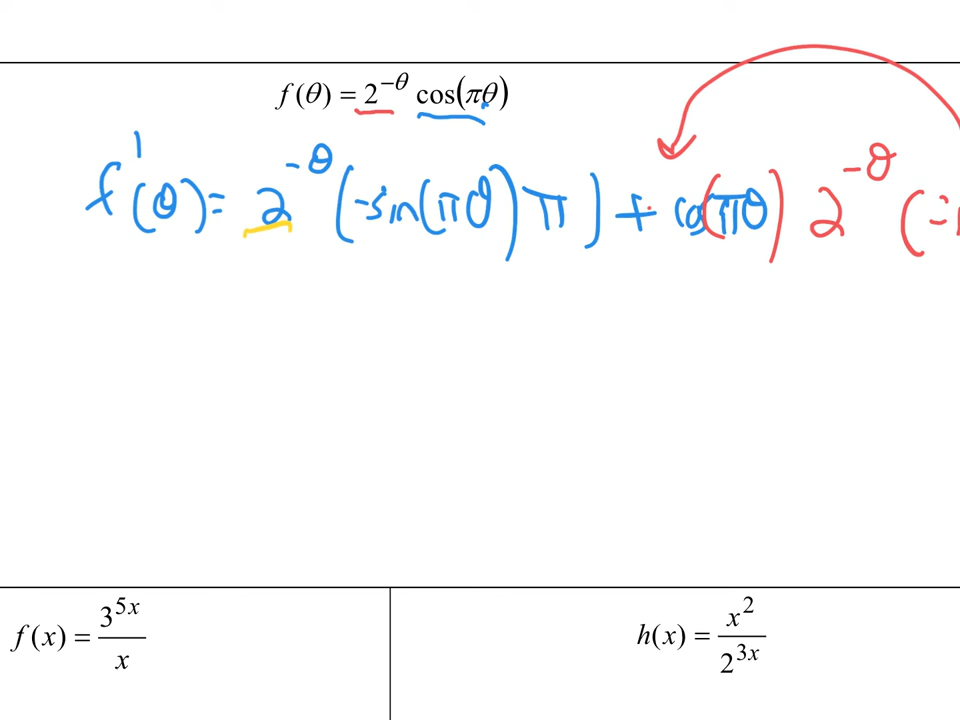 f(θ) = 2^{-θ} cos(πθ)
f'(θ) = 2^{-θ} (-sin(πθ) π) + cos(πθ) 2^{-θ} (-
f(x) = 3^{5x}/x
h(x) = x^2/2^{3x}